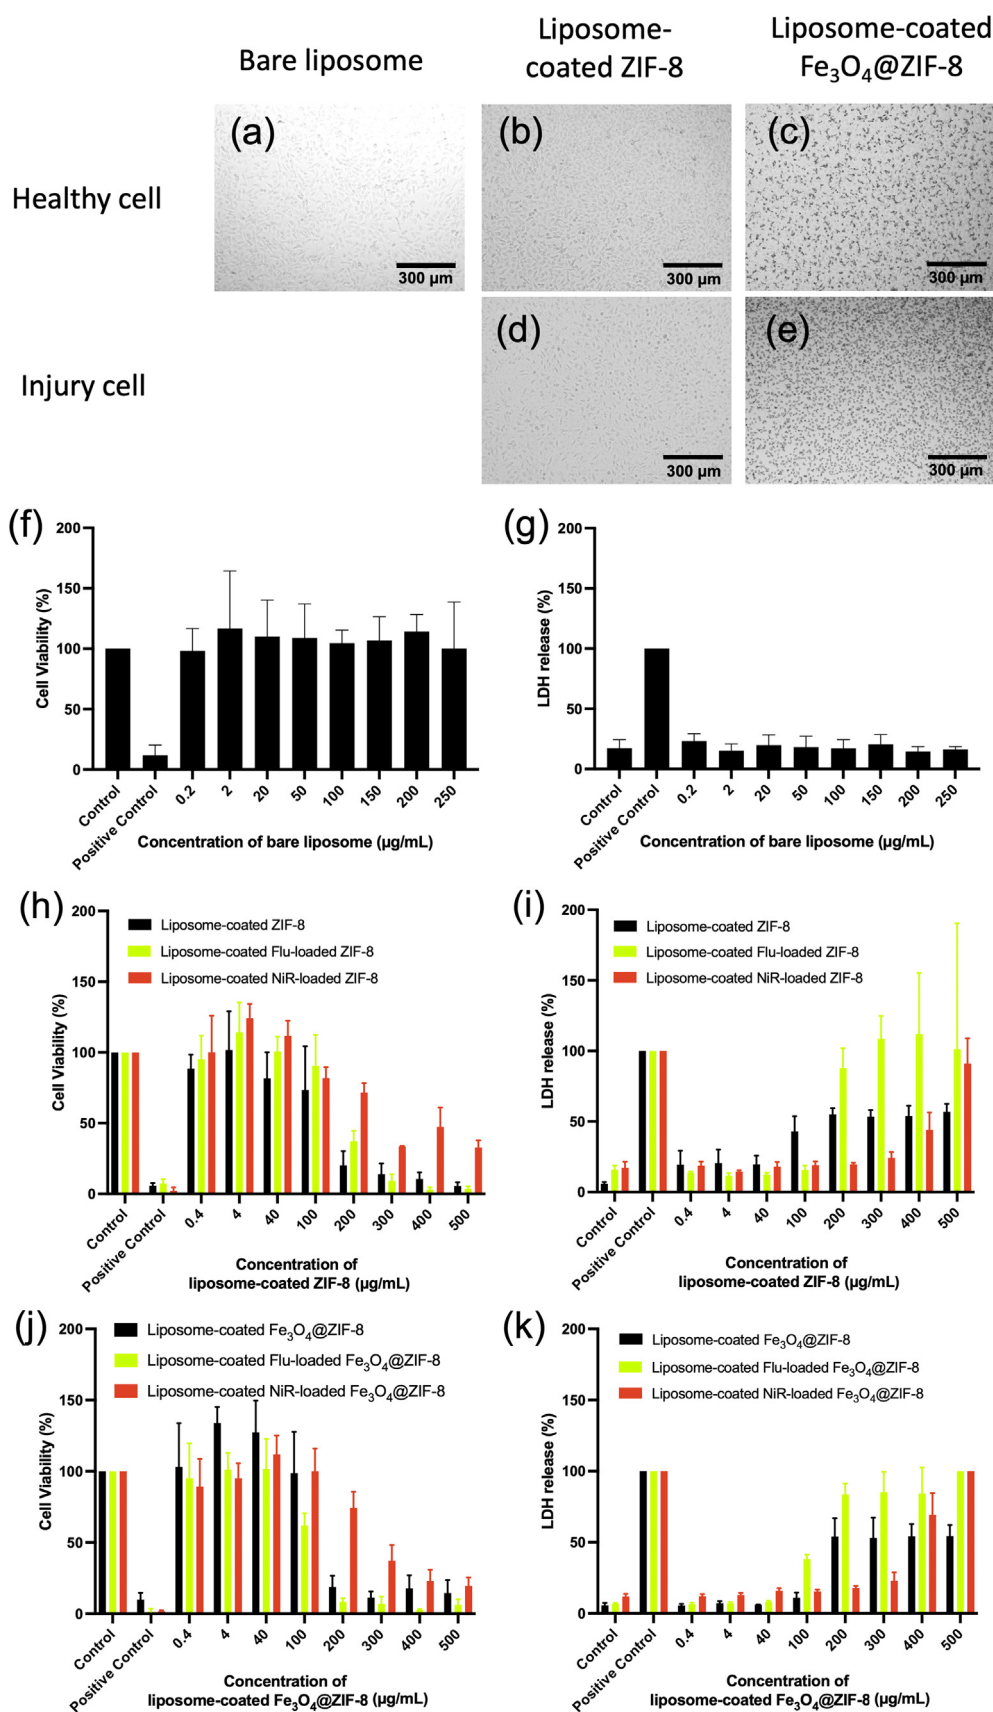 Bare liposome
Liposome-
coated ZIF-8
Liposome-coated
Fe₃O₄@ZIF-8
Healthy cell
(a)
300 µm
(b)
300 µm
(c)
300 µm
Injury cell
(d)
300 µm
(e)
300 µm
(f)
Cell Viability (%)
200
150
100
50
0
Control
Positive Control
0.2
2
20
50
100
150
200
250
Concentration of bare liposome (µg/mL)
(g)
LDH release (%)
200
150
100
50
0
Control
Positive Control
0.2
2
20
50
100
150
200
250
Concentration of bare liposome (µg/mL)
(h)
Cell Viability (%)
200
150
100
50
0
Liposome-coated ZIF-8
Liposome-coated Flu-loaded ZIF-8
Liposome-coated NiR-loaded ZIF-8
Control
Positive Control
0.4
4
40
100
200
300
400
500
Concentration of
liposome-coated ZIF-8 (µg/mL)
(i)
LDH release (%)
200
150
100
50
0
Liposome-coated ZIF-8
Liposome-coated Flu-loaded ZIF-8
Liposome-coated NiR-loaded ZIF-8
Control
Positive Control
0.4
4
40
100
200
300
400
500
Concentration of
liposome-coated ZIF-8 (µg/mL)
(j)
Cell Viability (%)
200
150
100
50
0
Liposome-coated Fe₃O₄@ZIF-8
Liposome-coated Flu-loaded Fe₃O₄@ZIF-8
Liposome-coated NiR-loaded Fe₃O₄@ZIF-8
Control
Positive Control
0.4
4
40
100
200
300
400
500
Concentration of
liposome-coated Fe₃O₄@ZIF-8 (µg/mL)
(k)
LDH release (%)
200
150
100
50
0
Liposome-coated Fe₃O₄@ZIF-8
Liposome-coated Flu-loaded Fe₃O₄@ZIF-8
Liposome-coated NiR-loaded Fe₃O₄@ZIF-8
Control
Positive Control
0.4
4
40
100
200
300
400
500
Concentration of
liposome-coated Fe₃O₄@ZIF-8 (µg/mL)